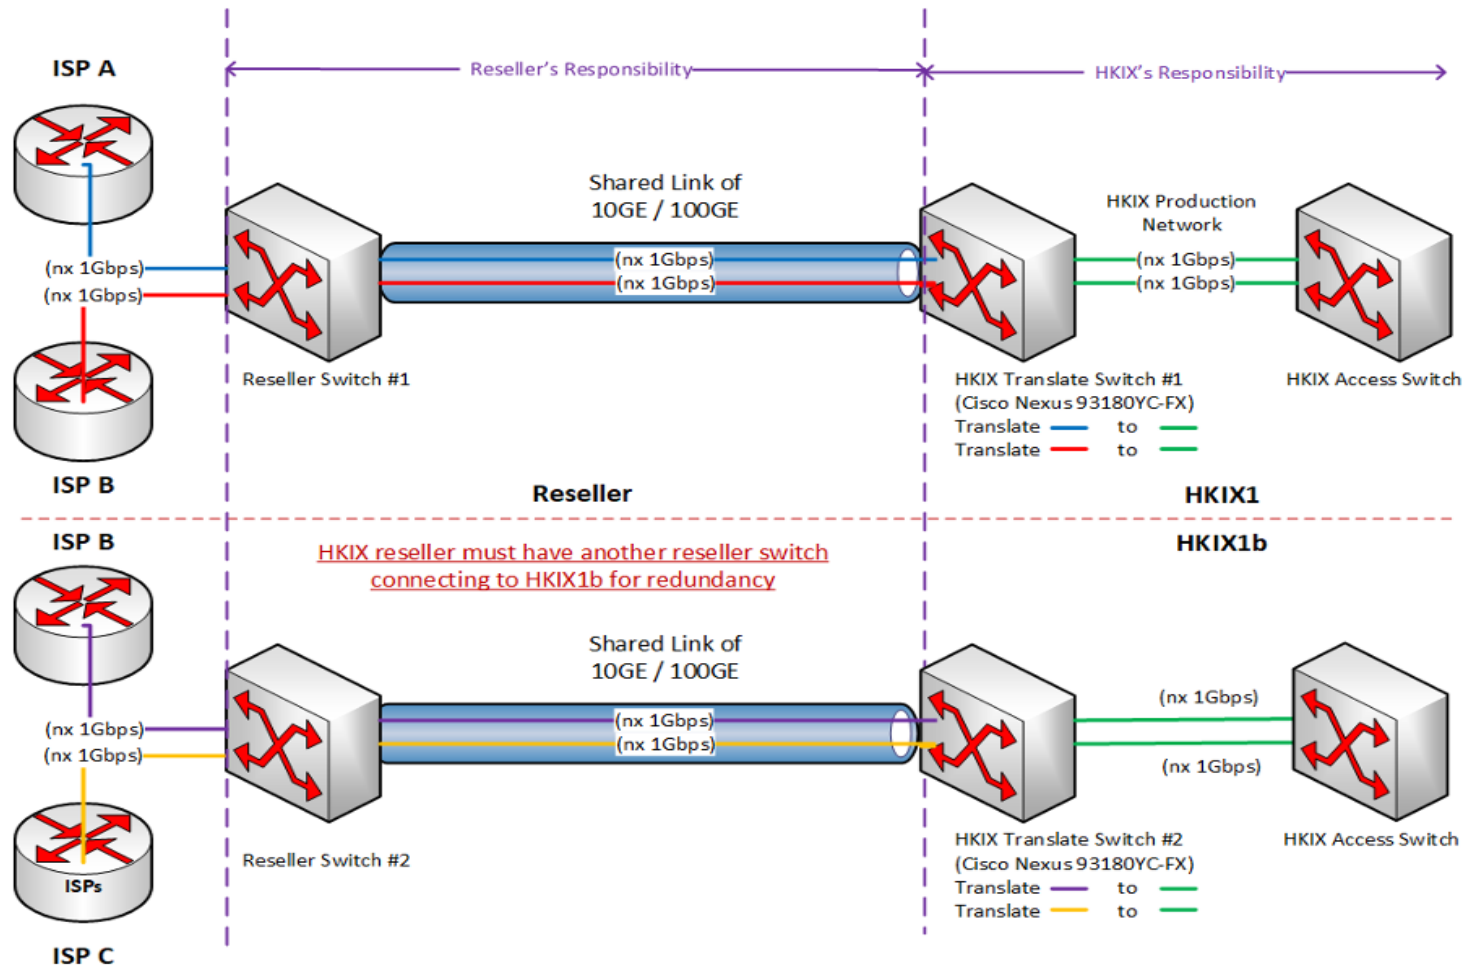 ISP A
Reseller's Responsibility
HKIX's Responsibility
Shared Link of
10GE / 100GE
HKIX Production
Network
(nx 1Gbps)
(nx 1Gbps)
(nx 1Gbps)
(nx 1Gbps)
(nx 1Gbps)
(nx 1Gbps)
Reseller Switch #1
HKIX Translate Switch #1
(Cisco Nexus 93180YC-FX)
Translate to
Translate to
HKIX Access Switch
ISP B
Reseller
HKIX1
ISP B
HKIX1b
HKIX reseller must have another reseller switch
connecting to HKIX1b for redundancy
Shared Link of
10GE / 100GE
(nx 1Gbps)
(nx 1Gbps)
(nx 1Gbps)
(nx 1Gbps)
(nx 1Gbps)
(nx 1Gbps)
Reseller Switch #2
HKIX Translate Switch #2
(Cisco Nexus 93180YC-FX)
Translate to
Translate to
HKIX Access Switch
ISPs
ISP C